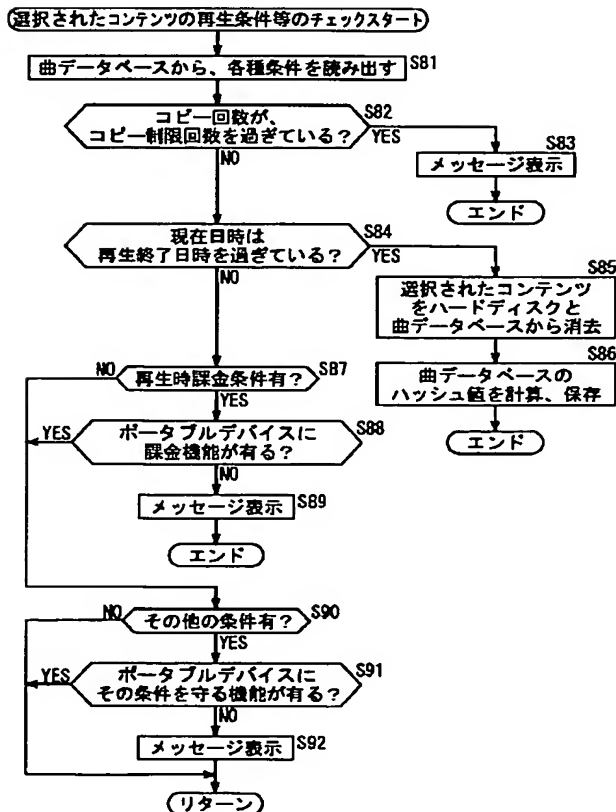 選択されたコンテンツの再生条件等のチェックスタート
曲データベースから、各種条件を読み出す
S81
コピー回数が、
コピー制限回数を過ぎている?
S82
YES
NO
S83
メッセージ表示
エンド
現在日時は
再生終了日時を過ぎている?
S84
YES
NO
S85
選択されたコンテンツ
をハードディスクと
曲データベースから消去
S86
曲データベースの
ハッシュ値を計算、保存
エンド
NO
再生時課金条件有?
S87
YES
YES
ポータブルデバイスに
課金機能が有る?
S88
NO
メッセージ表示
S89
エンド
NO
その他の条件有?
S90
YES
YES
ポータブルデバイスに
その条件を守る機能が有る?
S91
NO
メッセージ表示
S92
リターン